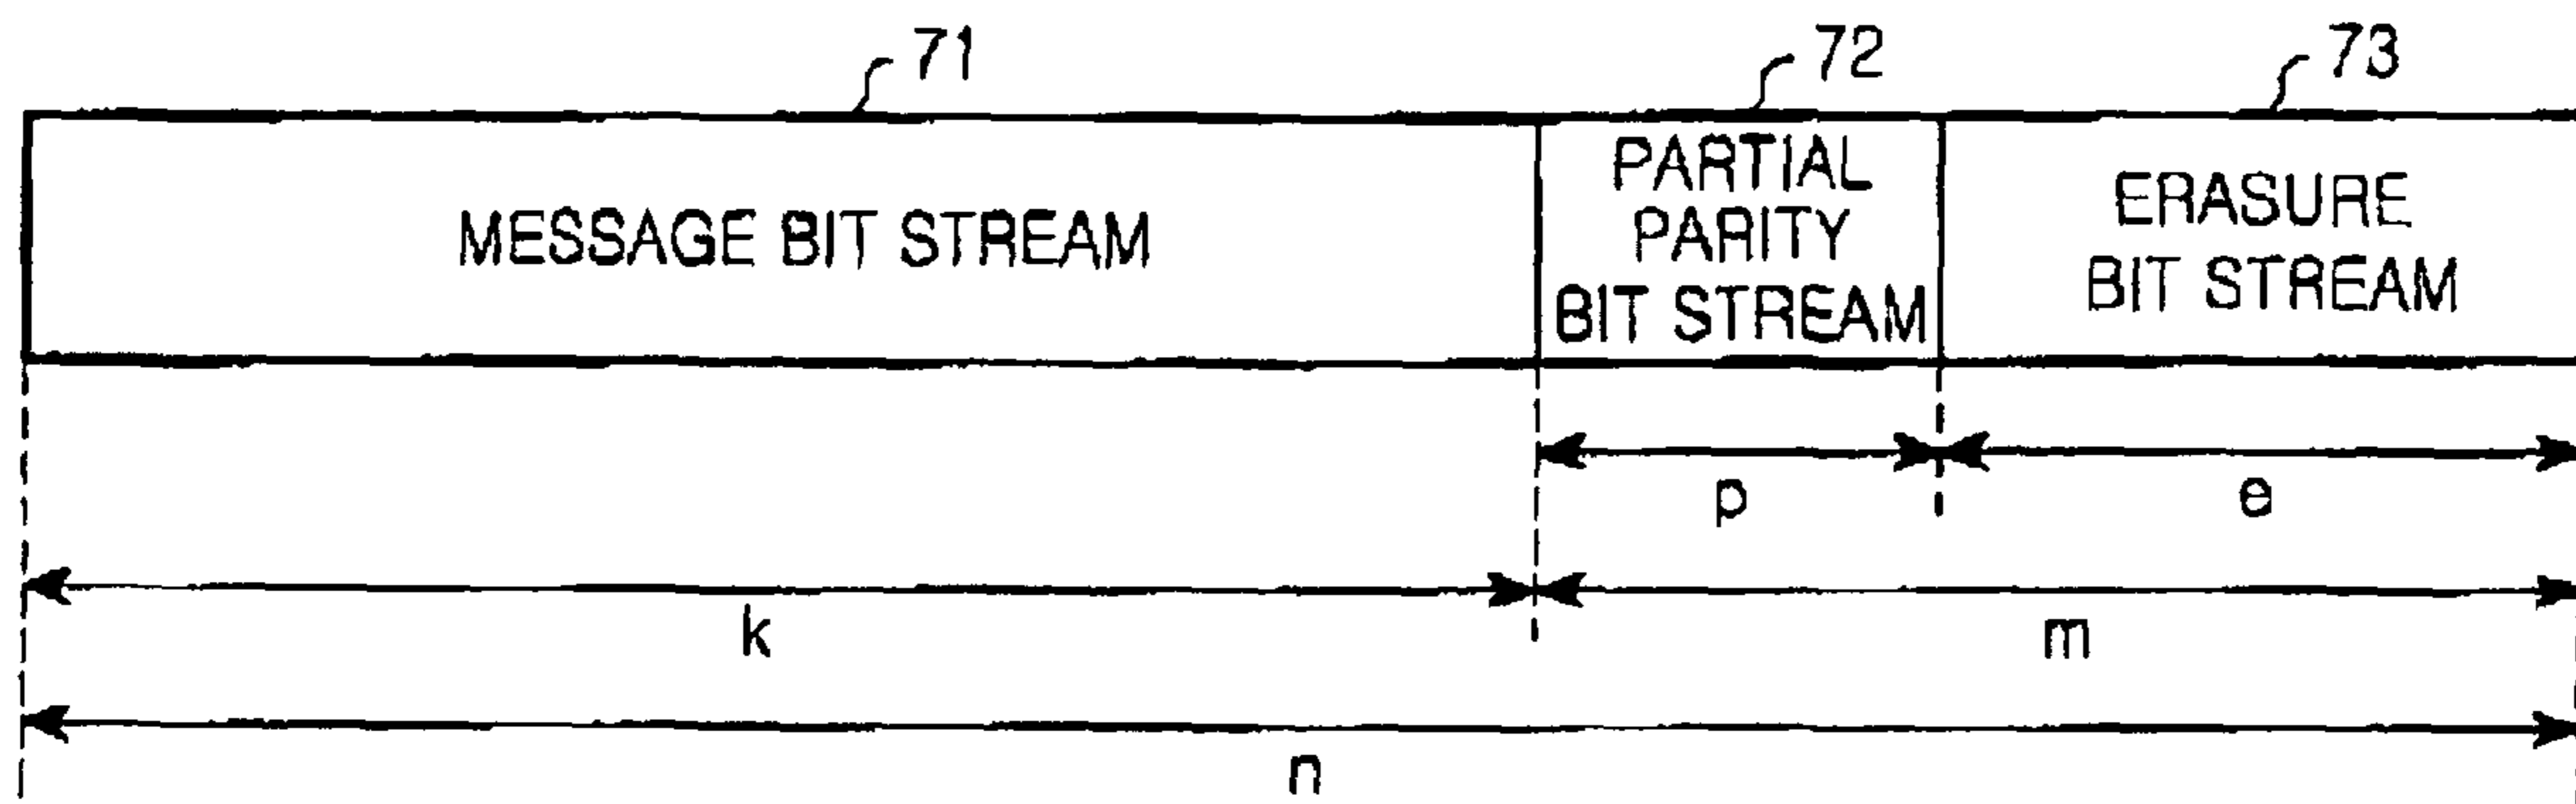 71
72
73
MESSAGE BIT STREAM
PARTIAL
PARITY
BIT STREAM
ERASURE
BIT STREAM
p
e
k
m
n